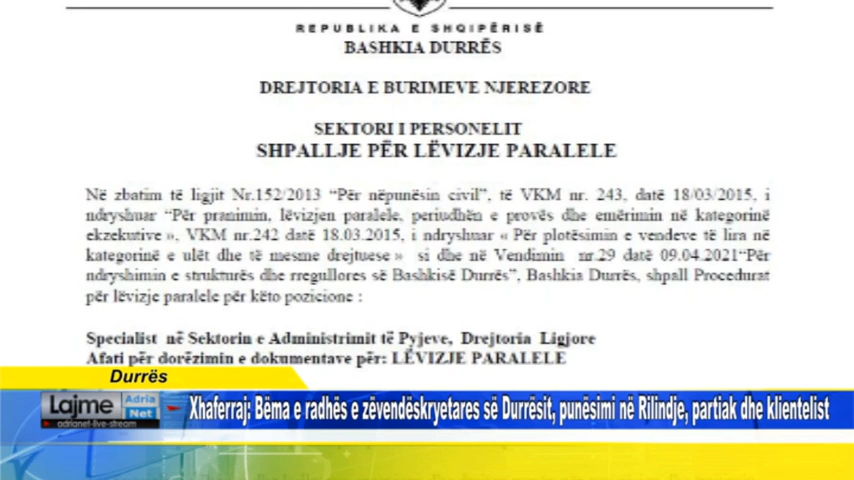 REPUBLIKA E SHQIPËRISË
BASHKIA DURRËS
DREJTORIA E BURIMEVE NJEREZORE
SEKTORI I PERSONELIT
SHPALLJE PËR LËVIZJE PARALELE
Në zbatim të ligjit Nr.152/2013 “Për nëpunësin civil”, të VKM nr. 243, datë 18/03/2015, i
ndryshuar “Për pranimin, lëvizjen paralele, periudhën e provës dhe emërimin në kategorinë
ekzekutive », VKM nr.242 datë 18.03.2015, i ndryshuar « Për plotësimin e vendeve të lira në
kategorinë e ulët dhe të mesme drejtuese » si dhe në Vendimin nr.29 datë 09.04.2021“Për
ndryshimin e strukturës dhe rregullores së Bashkisë Durrës”, Bashkia Durrës, shpall Procedurat
për lëvizje paralele për këto pozicione :
Specialist në Sektorin e Administrimit të Pyjeve, Drejtoria Ligjore
Afati për dorëzimin e dokumentave për: LËVIZJE PARALELE
Durrës
Lajme Adria Net
adrianet-live-stream
Xhaferraj; Bëma e radhës e zëvendëskryetares së Durrësit, punësimi në Rilindje, partiak dhe klientelist